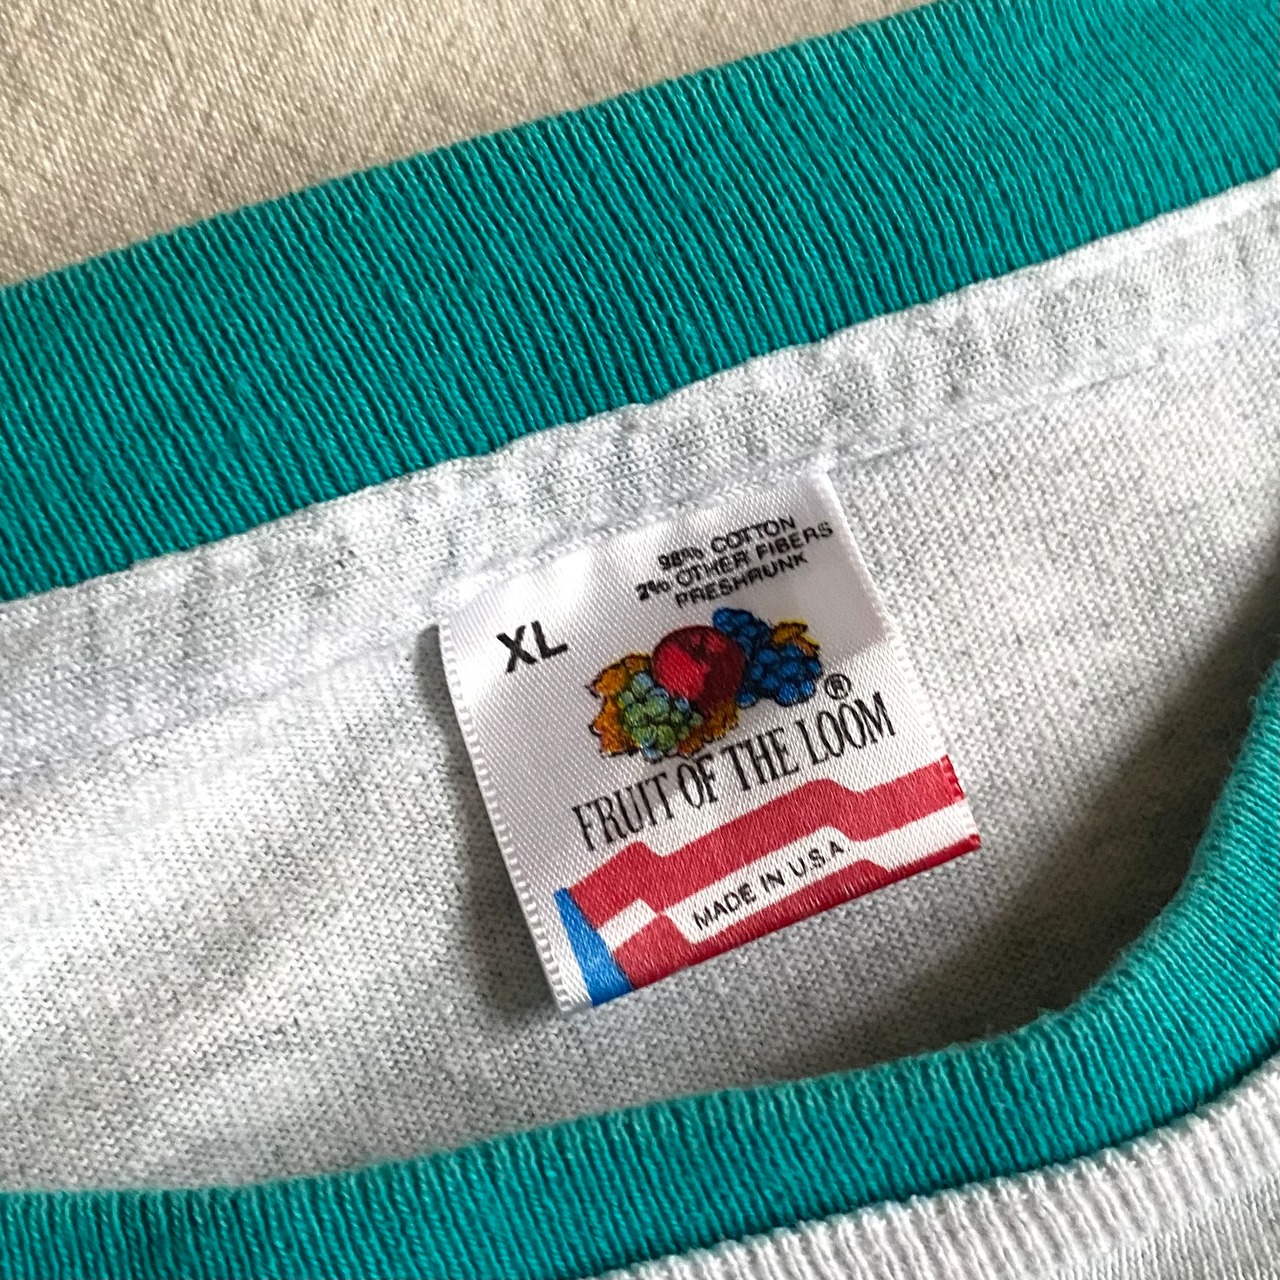 98% COTTON
2% OTHER FIBERS
PRESHRUNK
XL
®
FRUIT OF THE LOOM
MADE IN U.S.A.